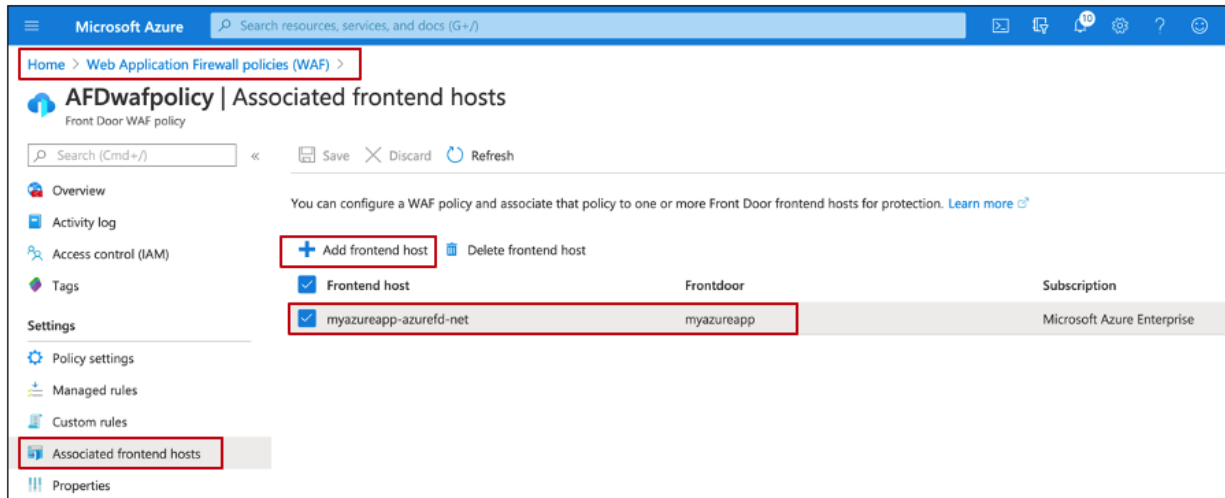 Microsoft Azure
Search resources, services, and docs (G+/)
10
Home > Web Application Firewall policies (WAF) >
AFDwafpolicy | Associated frontend hosts
Front Door WAF policy
Search (Cmd+/)
«
Save
Discard
Refresh
Overview
Activity log
Access control (IAM)
Tags
Settings
Policy settings
Managed rules
Custom rules
Associated frontend hosts
Properties
You can configure a WAF policy and associate that policy to one or more Front Door frontend hosts for protection. Learn more
Add frontend host
Delete frontend host
Frontend host Frontdoor Subscription
myazureapp-azurefd-net myazureapp Microsoft Azure Enterprise